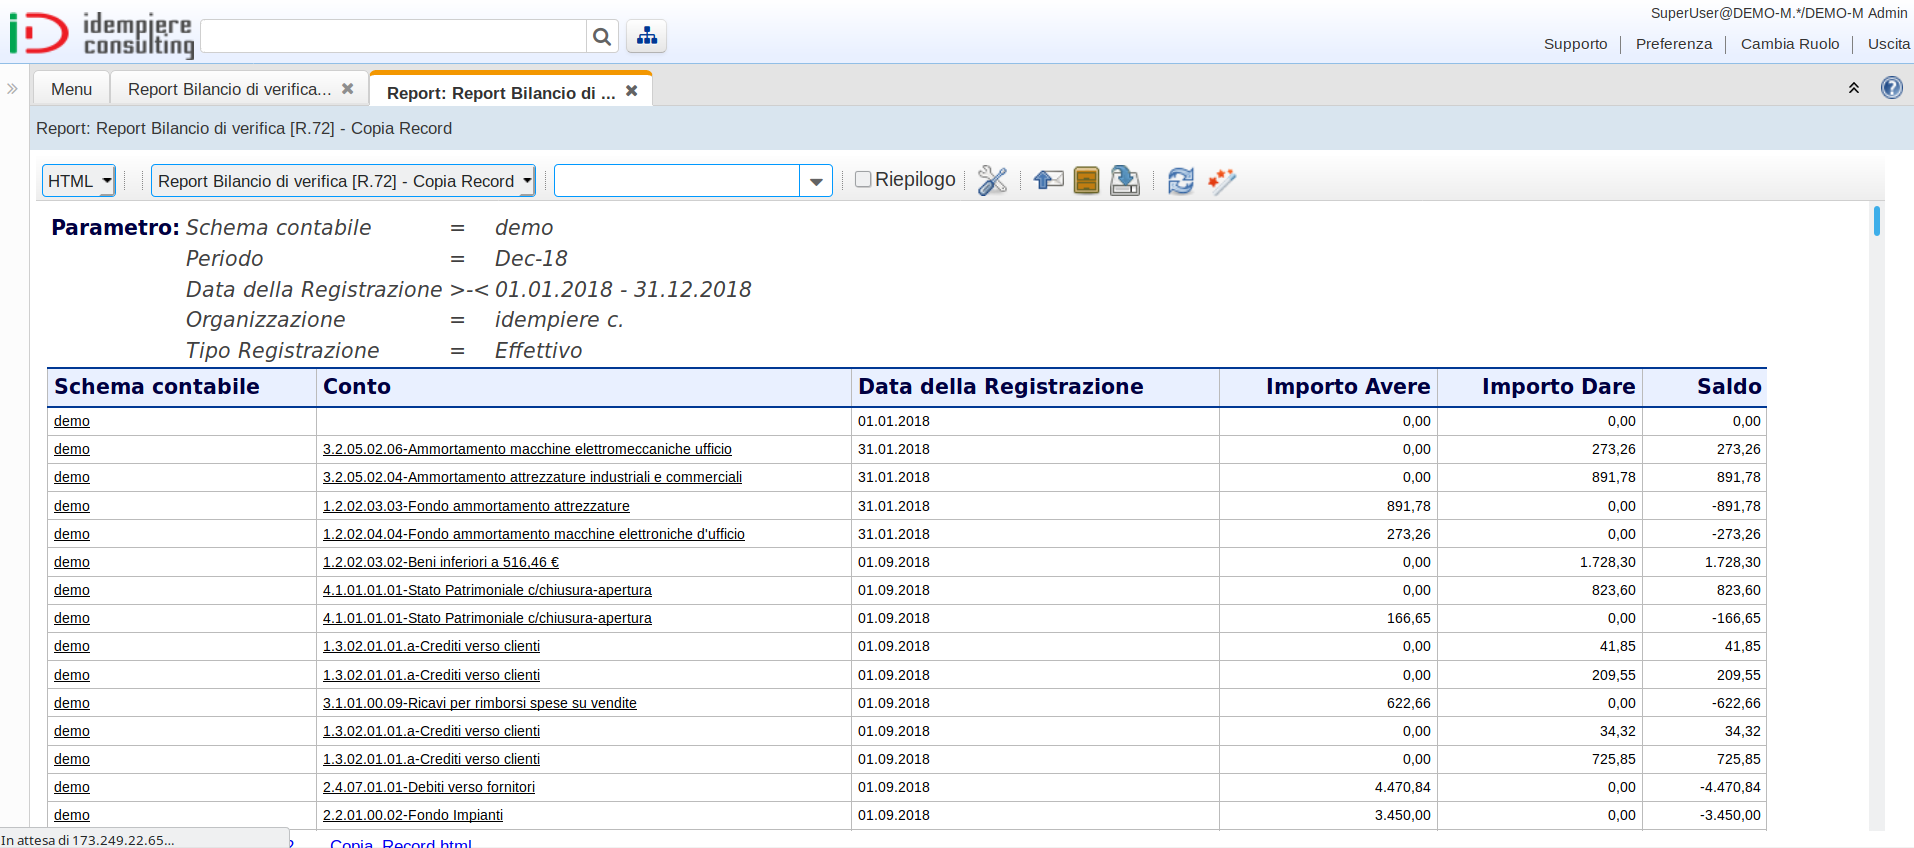 idempiere
consulting
SuperUser@DEMO-M.*/DEMO-M Admin
Supporto Preferenza Cambia Ruolo Uscita
Menu Report Bilancio di verifica... Report: Report Bilancio di ...
Report: Report Bilancio di verifica [R.72] - Copia Record
HTML Report Bilancio di verifica [R.72] - Copia Record Riepilogo
Parametro: Schema contabile = demo
Periodo = Dec-18
Data della Registrazione >-< 01.01.2018 - 31.12.2018
Organizzazione = idempiere c.
Tipo Registrazione = Effettivo
Schema contabile Conto Data della Registrazione Importo Avere Importo Dare Saldo
demo 01.01.2018 0,00 0,00 0,00
demo 3.2.05.02.06-Ammortamento macchine elettromeccaniche ufficio 31.01.2018 0,00 273,26 273,26
demo 3.2.05.02.04-Ammortamento attrezzature industriali e commerciali 31.01.2018 0,00 891,78 891,78
demo 1.2.02.03.03-Fondo ammortamento attrezzature 31.01.2018 891,78 0,00 -891,78
demo 1.2.02.04.04-Fondo ammortamento macchine elettroniche d'ufficio 31.01.2018 273,26 0,00 -273,26
demo 1.2.02.03.02-Beni inferiori a 516,46 € 01.09.2018 0,00 1.728,30 1.728,30
demo 4.1.01.01.01-Stato Patrimoniale c/chiusura-apertura 01.09.2018 0,00 823,60 823,60
demo 4.1.01.01.01-Stato Patrimoniale c/chiusura-apertura 01.09.2018 166,65 0,00 -166,65
demo 1.3.02.01.01.a-Crediti verso clienti 01.09.2018 0,00 41,85 41,85
demo 1.3.02.01.01.a-Crediti verso clienti 01.09.2018 0,00 209,55 209,55
demo 3.1.01.00.09-Ricavi per rimborsi spese su vendite 01.09.2018 622,66 0,00 -622,66
demo 1.3.02.01.01.a-Crediti verso clienti 01.09.2018 0,00 34,32 34,32
demo 1.3.02.01.01.a-Crediti verso clienti 01.09.2018 0,00 725,85 725,85
demo 2.4.07.01.01-Debiti verso fornitori 01.09.2018 4.470,84 0,00 -4.470,84
demo 2.2.01.00.02-Fondo Impianti 01.09.2018 3.450,00 0,00 -3.450,00
In attesa di 173.249.22.65...
Copia_Record.html